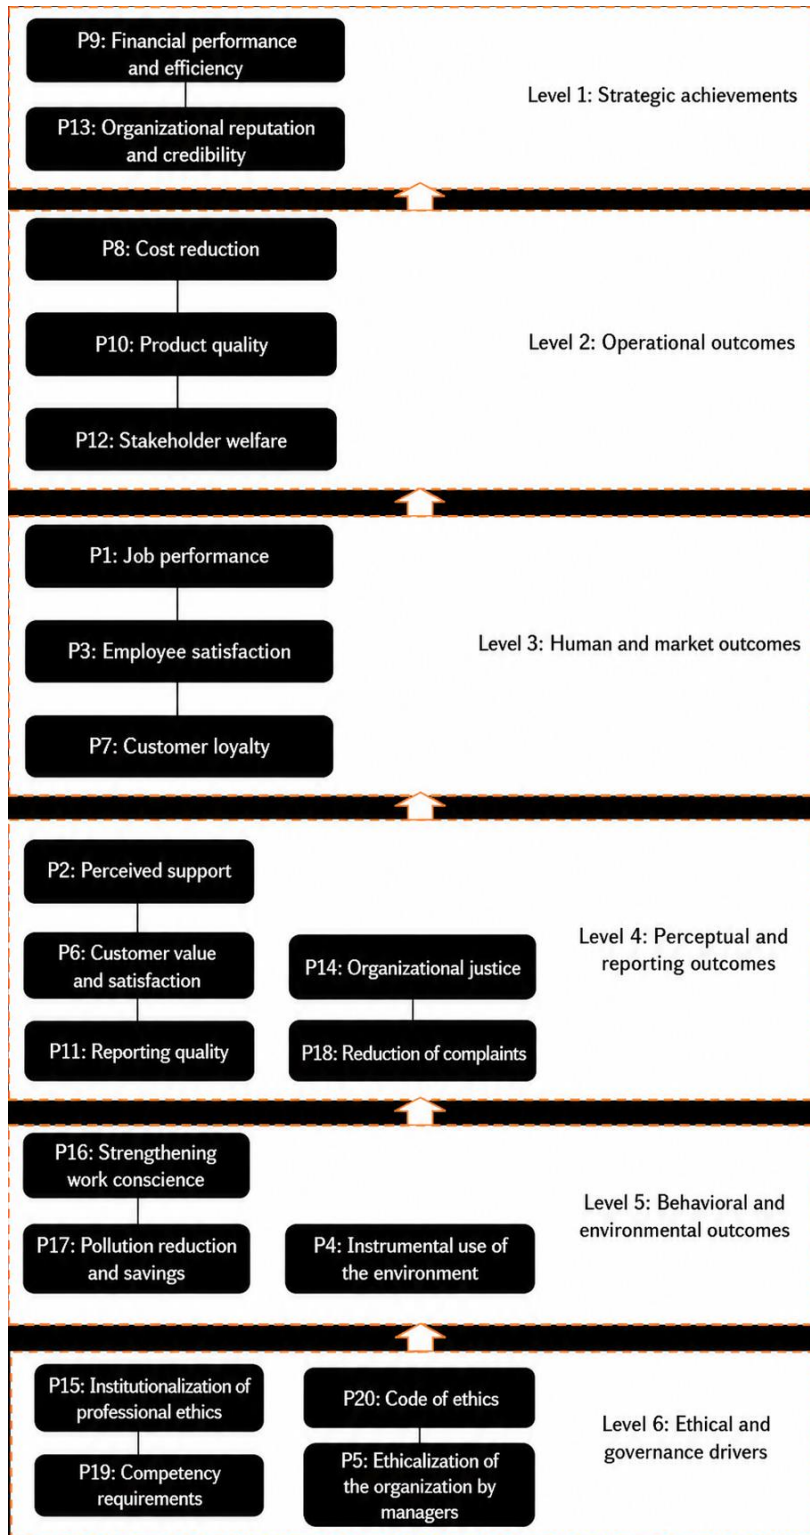 P9: Financial performance
and efficiency
Level 1: Strategic achievements
P13: Organizational reputation
and credibility
P8: Cost reduction
P10: Product quality
Level 2: Operational outcomes
P12: Stakeholder welfare
P1: Job performance
P3: Employee satisfaction
Level 3: Human and market outcomes
P7: Customer loyalty
P2: Perceived support
P6: Customer value
and satisfaction
P11: Reporting quality
P14: Organizational justice
P18: Reduction of complaints
Level 4: Perceptual and
reporting outcomes
P16: Strengthening
work conscience
P17: Pollution reduction
and savings
P4: Instrumental use of
the environment
Level 5: Behavioral and
environmental outcomes
P15: Institutionalization of
professional ethics
P19: Competency
requirements
P20: Code of ethics
P5: Ethicalization of
the organization by
managers
Level 6: Ethical and
governance drivers